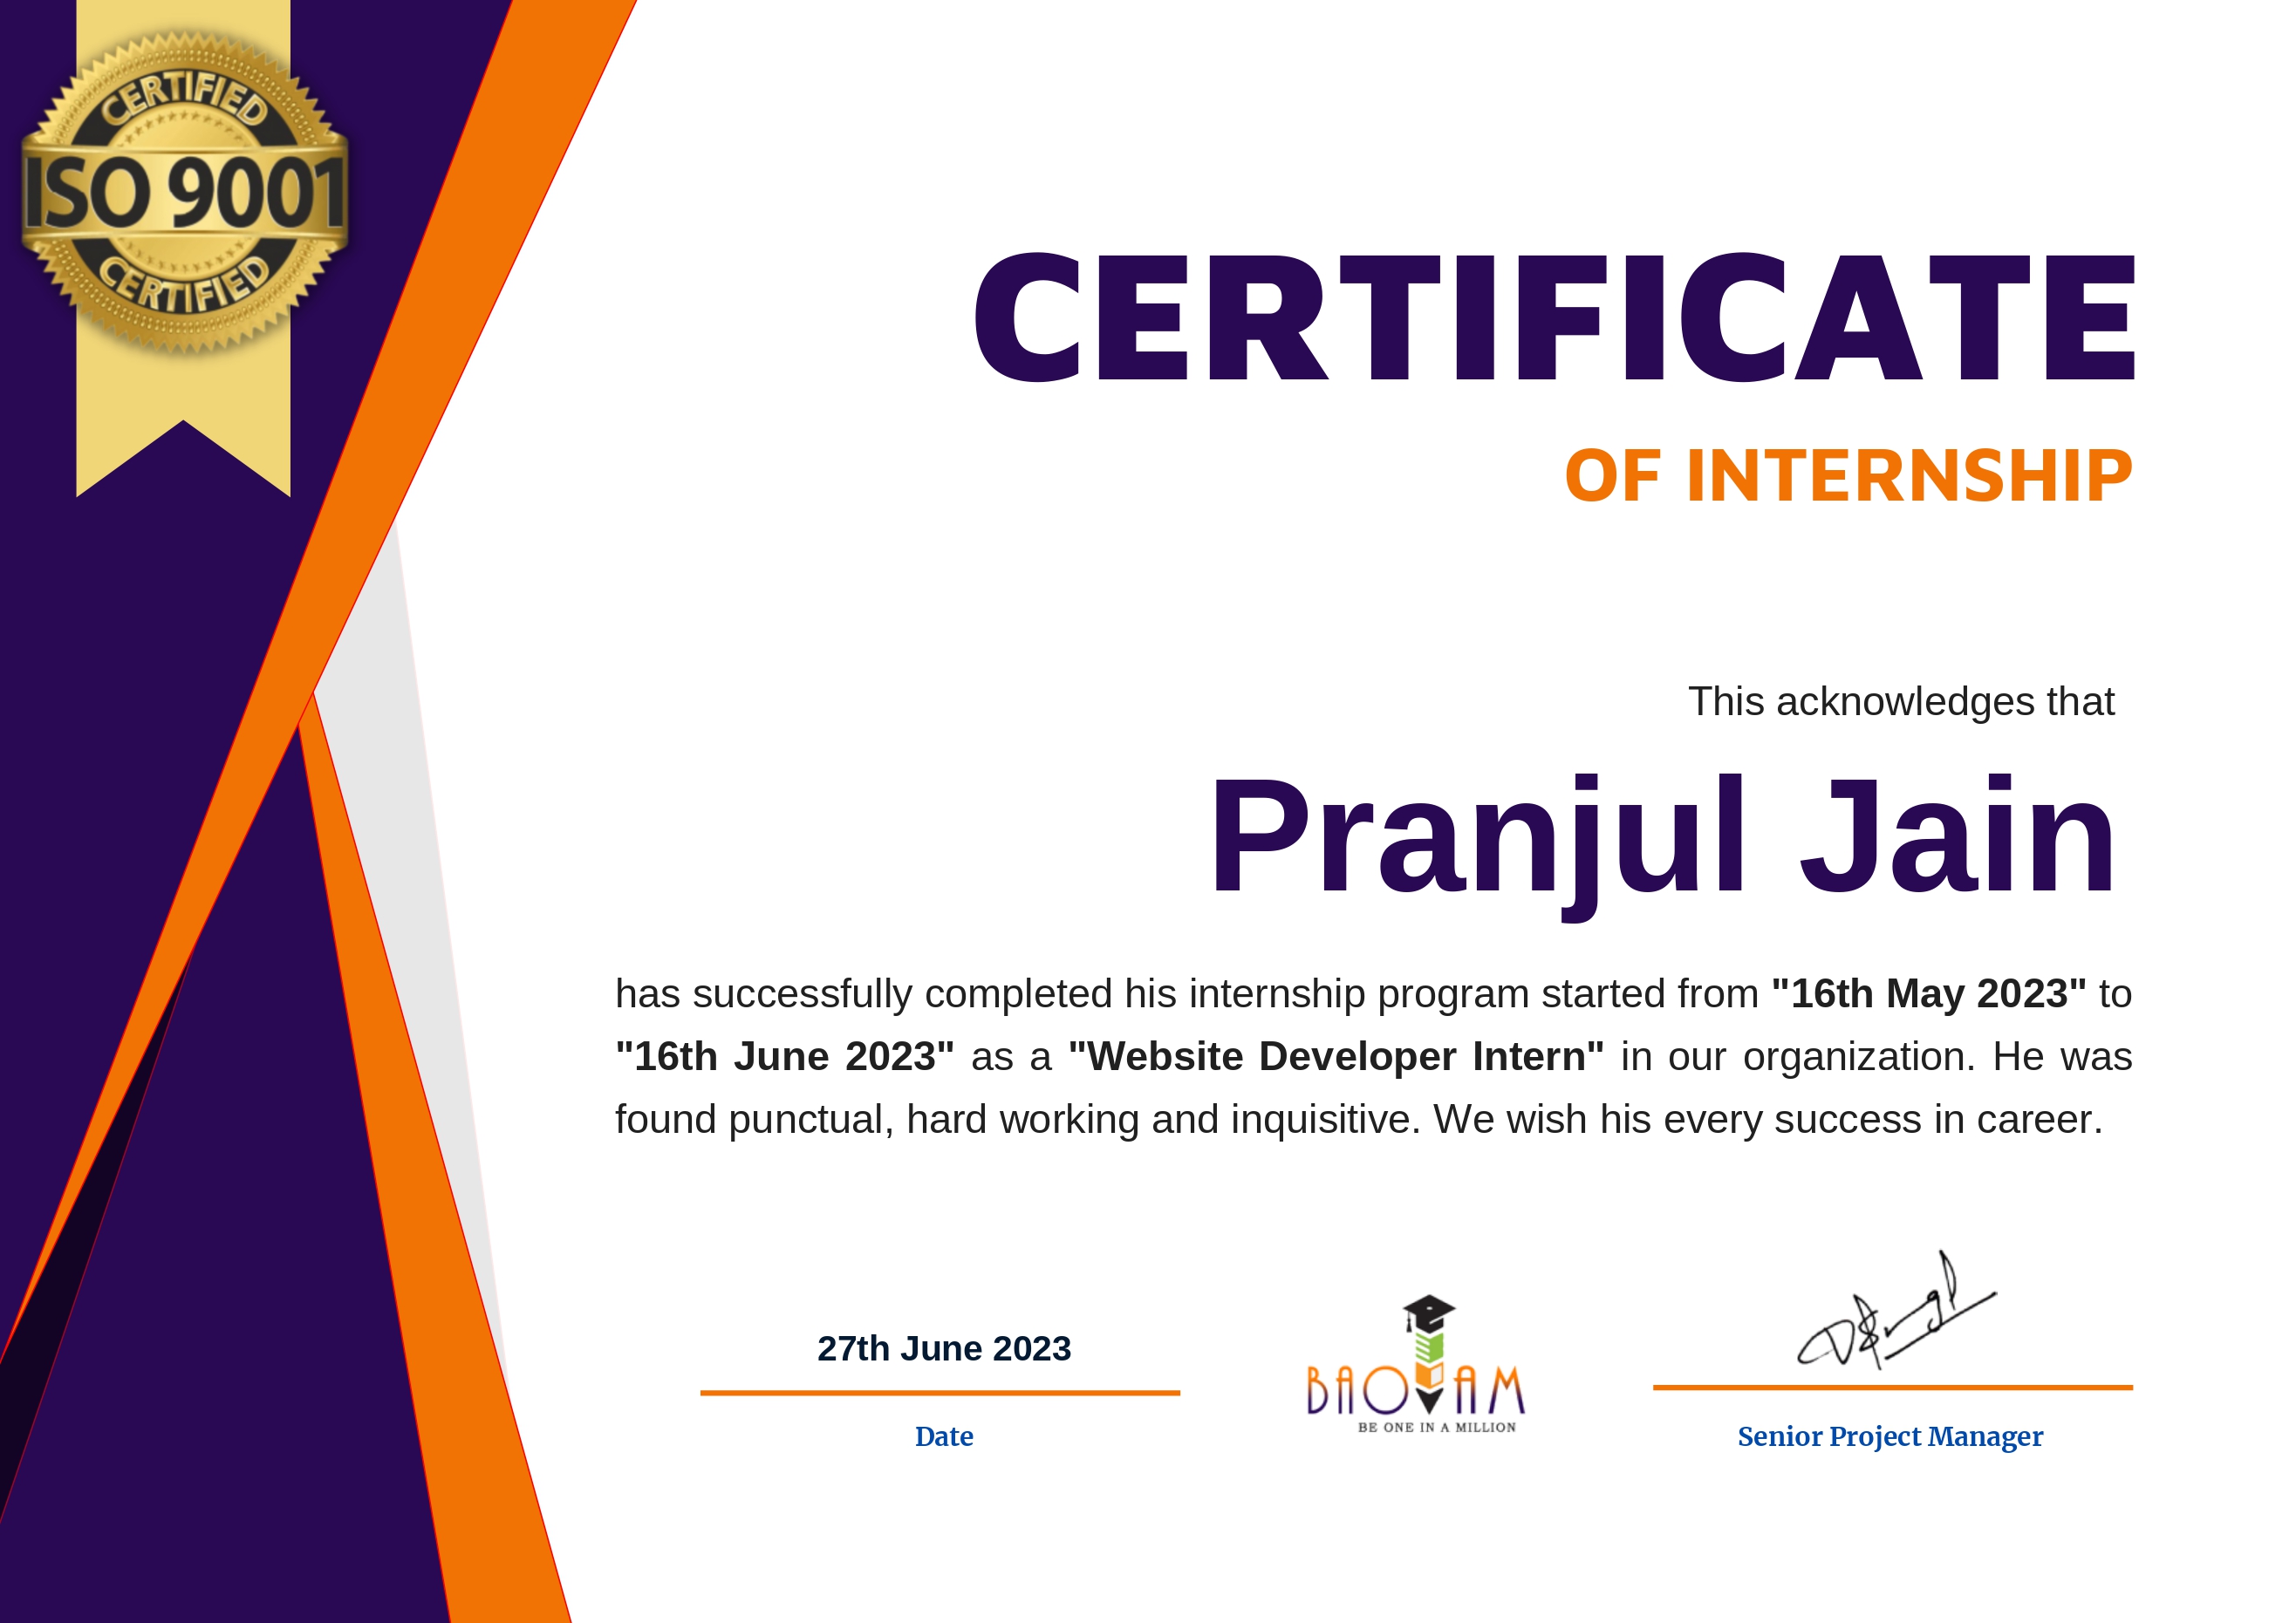 CERTIFIED
ISO 9001
CERTIFIED
CERTIFICATE
OF INTERNSHIP
This acknowledges that
Pranjul Jain
has successfully completed his internship program started from "16th May 2023" to
"16th June 2023" as a "Website Developer Intern" in our organization. He was
found punctual, hard working and inquisitive. We wish his every success in career.
27th June 2023
Date
BAOIAM
BE ONE IN A MILLION
Senior Project Manager